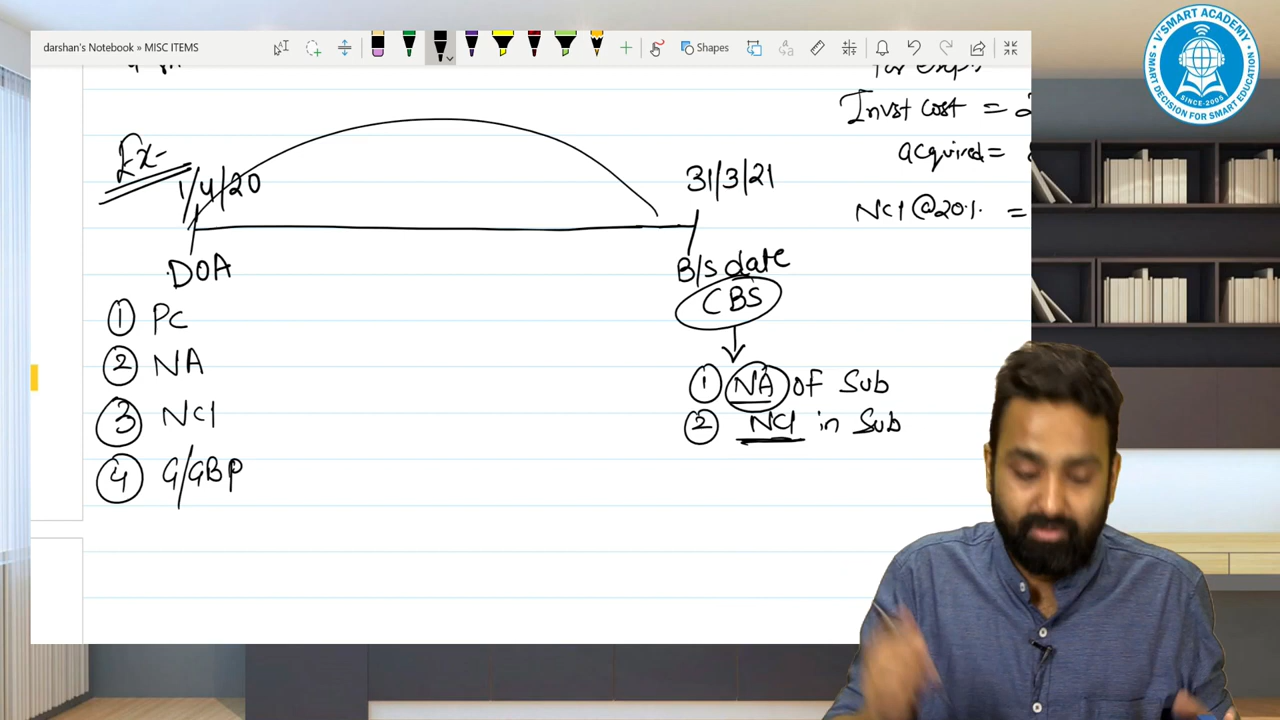 darshan's Notebook » MISC ITEMS
Shapes
for
Invst cost =
acquired =
NCI @20% =
Ex-
1/4/20
31/3/21
DOA
B/s date
CBS
① PC
② NA
③ NCI
④ G/GBP
① NA of Sub
② NCI in Sub
V'SMART ACADEMY
SINCE-2005
SMART DECISION FOR SMART EDUCATION